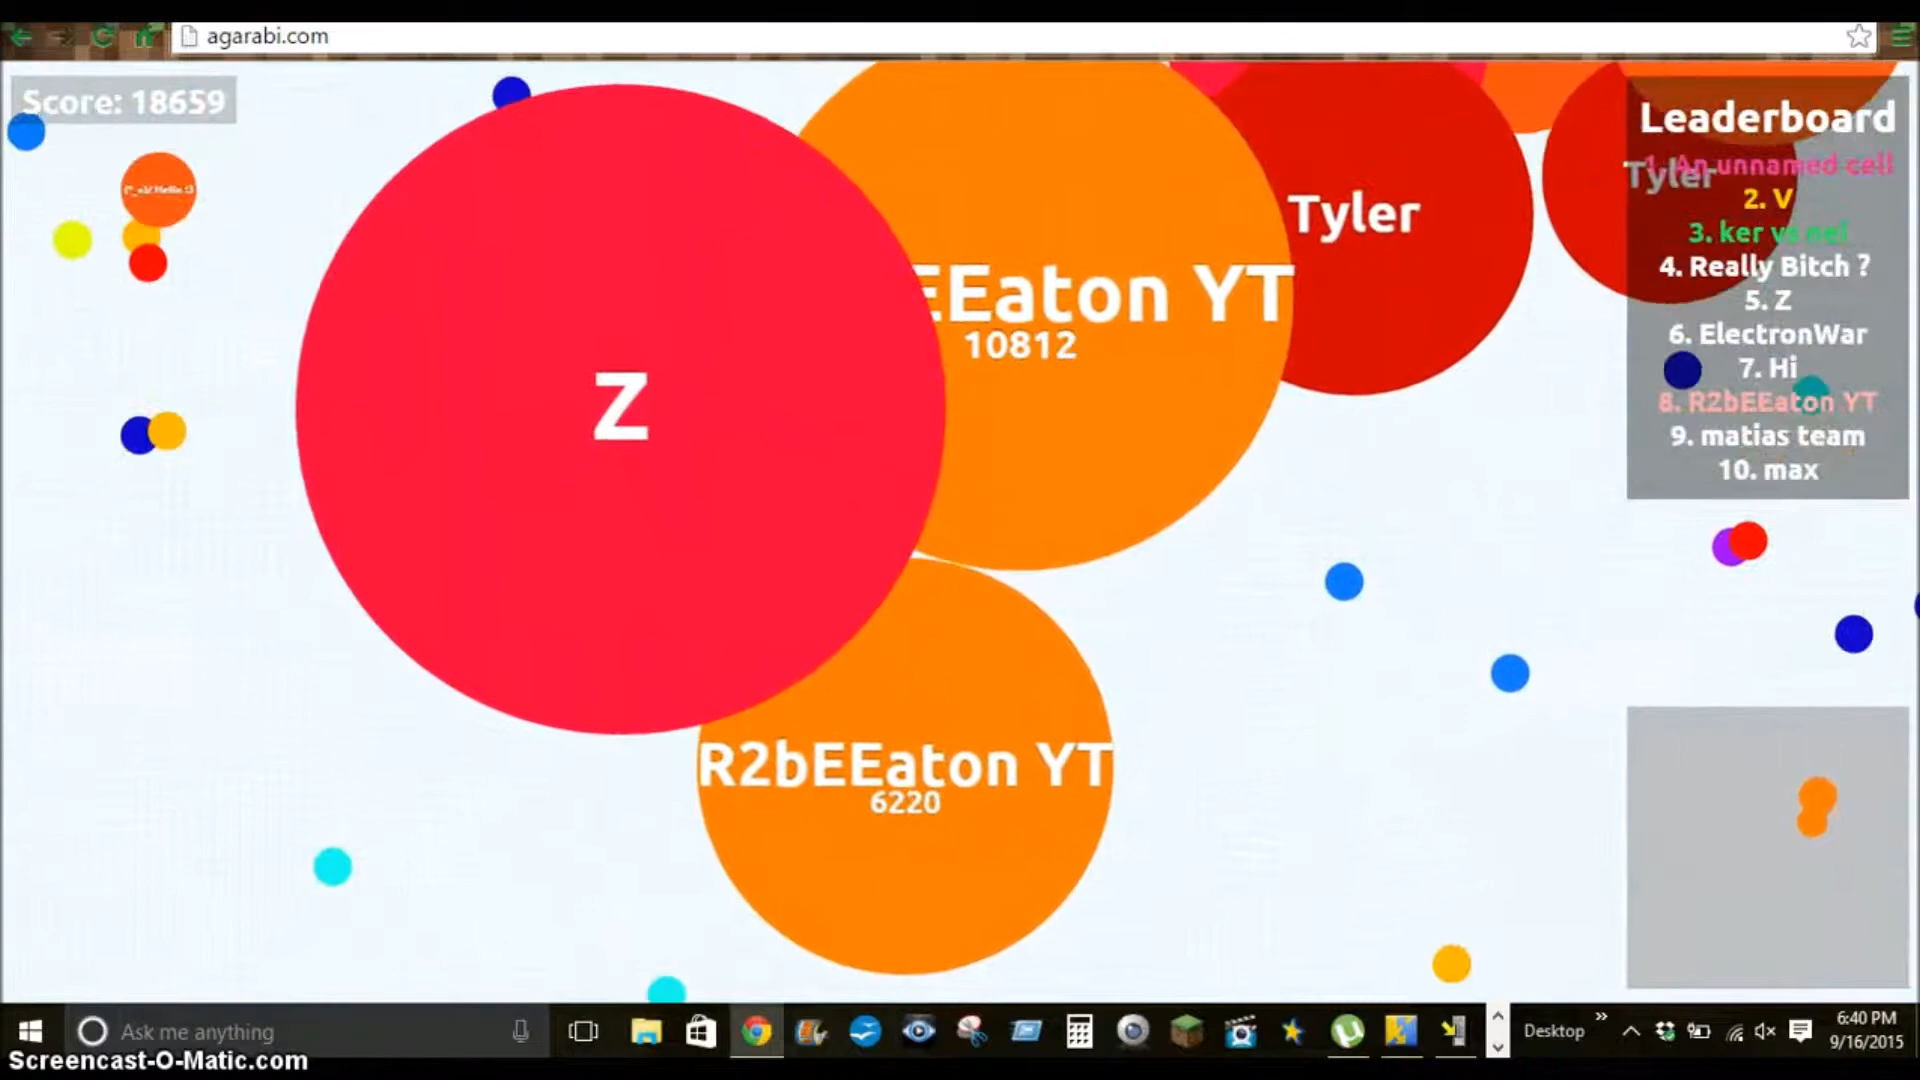 agarabi.com
Score: 18659
Leaderboard
1. An unnamed cell
2. V
3. ker vs nel
4. Really Bitch ?
5. Z
6. ElectronWar
7. Hi
8. R2bEEaton YT
9. matias team
10. max
Tyler
Tyler
EEaton YT
10812
Z
R2bEEaton YT
6220
Ask me anything
Desktop
6:40 PM
9/16/2015
Screencast-O-Matic.com